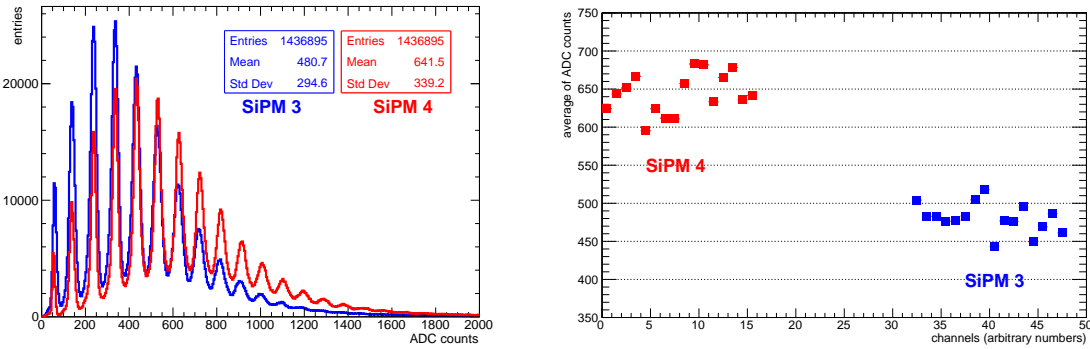 entries
20000
10000
0
0 200 400 600 800 1000 1200 1400 1600 1800 2000
ADC counts
Entries 1436895
Mean 480.7
Std Dev 294.6
SiPM 3
Entries 1436895
Mean 641.5
Std Dev 339.2
SiPM 4
average of ADC counts
750
700
650
600
550
500
450
400
350
0 5 10 15 20 25 30 35 40 45 50
channels (arbitrary numbers)
SiPM 4
SiPM 3